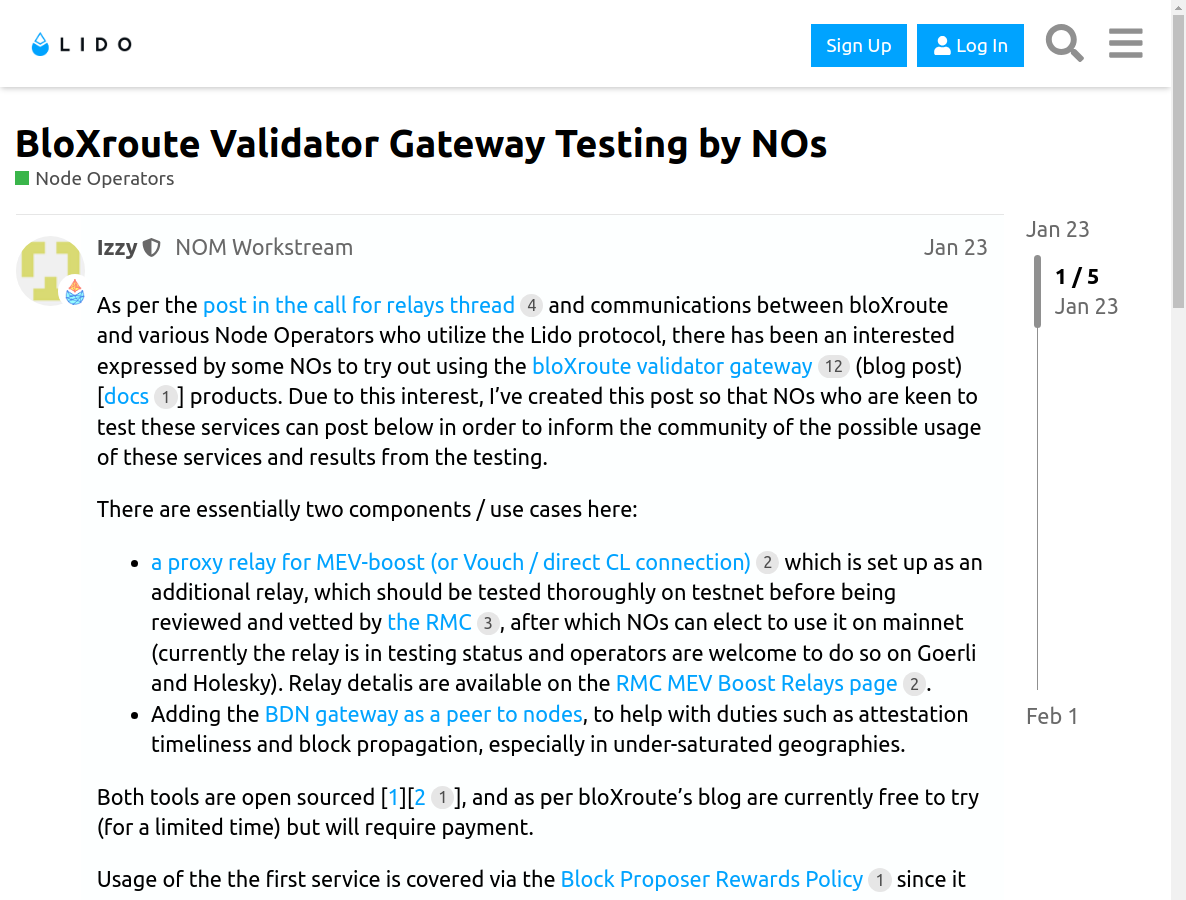 LIDO
Sign Up
Log In
BloXroute Validator Gateway Testing by NOs
Node Operators
Izzy NOM Workstream Jan 23
As per the post in the call for relays thread 4 and communications between bloXroute
and various Node Operators who utilize the Lido protocol, there has been an interested
expressed by some NOs to try out using the bloXroute validator gateway 12 (blog post)
[docs 1] products. Due to this interest, I’ve created this post so that NOs who are keen to
test these services can post below in order to inform the community of the possible usage
of these services and results from the testing.
There are essentially two components / use cases here:
• a proxy relay for MEV-boost (or Vouch / direct CL connection) 2 which is set up as an
additional relay, which should be tested thoroughly on testnet before being
reviewed and vetted by the RMC 3, after which NOs can elect to use it on mainnet
(currently the relay is in testing status and operators are welcome to do so on Goerli
and Holesky). Relay detalis are available on the RMC MEV Boost Relays page 2.
• Adding the BDN gateway as a peer to nodes, to help with duties such as attestation
timeliness and block propagation, especially in under-saturated geographies.
Both tools are open sourced [1][2 1], and as per bloXroute’s blog are currently free to try
(for a limited time) but will require payment.
Usage of the the first service is covered via the Block Proposer Rewards Policy 1 since it
Jan 23
1 / 5
Jan 23
Feb 1